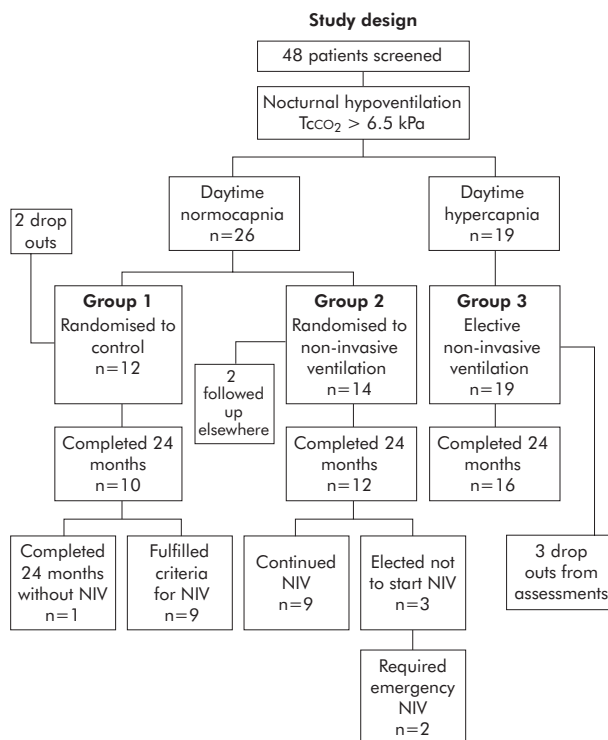 Study design
48 patients screened
Nocturnal hypoventilation
TcCO₂ > 6.5 kPa
Daytime
normocapnia
n=26
Daytime
hypercapnia
n=19
2 drop
outs
Group 1
Randomised to
control
n=12
Group 2
Randomised to
non-invasive
ventilation
n=14
Group 3
Elective
non-invasive
ventilation
n=19
2
followed
up
elsewhere
Completed 24
months
n=10
Completed 24
months
n=12
Completed 24
months
n=16
Completed
24 months
without NIV
n=1
Fulfilled
criteria
for NIV
n=9
Continued
NIV
n=9
Elected not
to start NIV
n=3
3 drop
outs from
assessments
Required
emergency
NIV
n=2